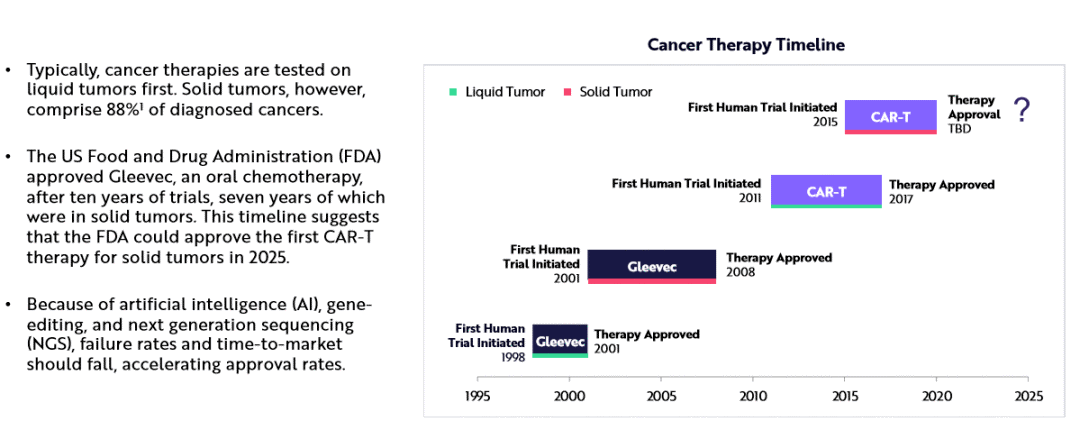 Cancer Therapy Timeline
• Typically, cancer therapies are tested on
liquid tumors first. Solid tumors, however,
comprise 88%¹ of diagnosed cancers.
• The US Food and Drug Administration (FDA)
approved Gleevec, an oral chemotherapy,
after ten years of trials, seven years of which
were in solid tumors. This timeline suggests
that the FDA could approve the first CAR-T
therapy for solid tumors in 2025.
• Because of artificial intelligence (AI), gene-
editing, and next generation sequencing
(NGS), failure rates and time-to-market
should fall, accelerating approval rates.
Liquid Tumor
Solid Tumor
First Human Trial Initiated
2015
CAR-T
Therapy
Approval
TBD
?
First Human Trial Initiated
2011
CAR-T
Therapy Approved
2017
First Human
Trial Initiated
2001
Gleevec
Therapy Approved
2008
First Human
Trial Initiated
1998
Gleevec
Therapy Approved
2001
1995 2000 2005 2010 2015 2020 2025